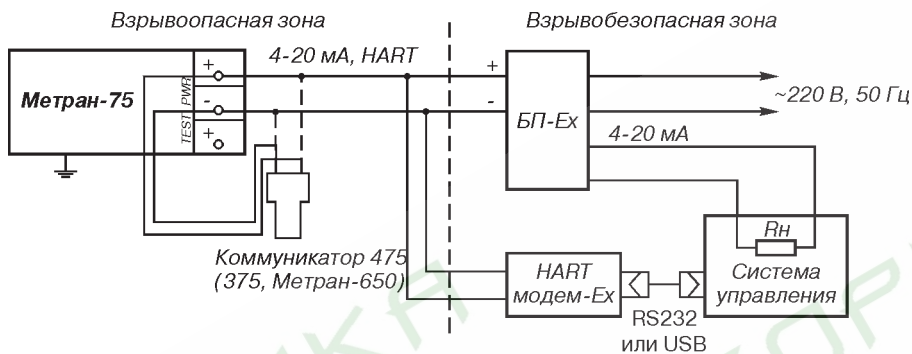 Взрывоопасная зона
Взрывобезопасная зона
4-20 мА, HART
Метран-75
TEST PWR
+
-
+
+
-
БП-Ex
~220 В, 50 Гц
4-20 мА
Rн
Система
управления
Коммуникатор 475
(375, Метран-650)
HART
модем-Ex
RS232
или USB